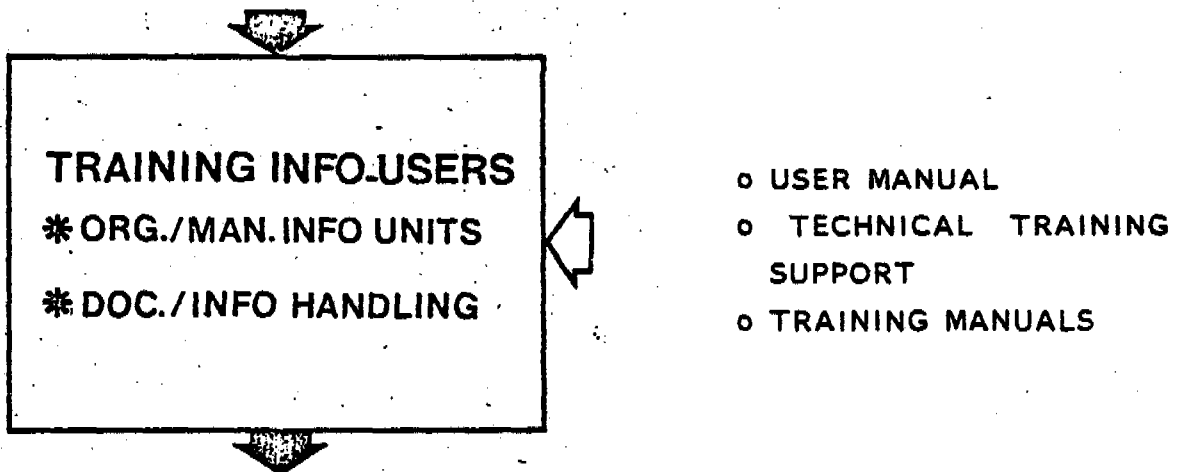 TRAINING INFO-USERS
* ORG./MAN. INFO UNITS
* DOC./INFO HANDLING
o USER MANUAL
o TECHNICAL TRAINING
SUPPORT
o TRAINING MANUALS